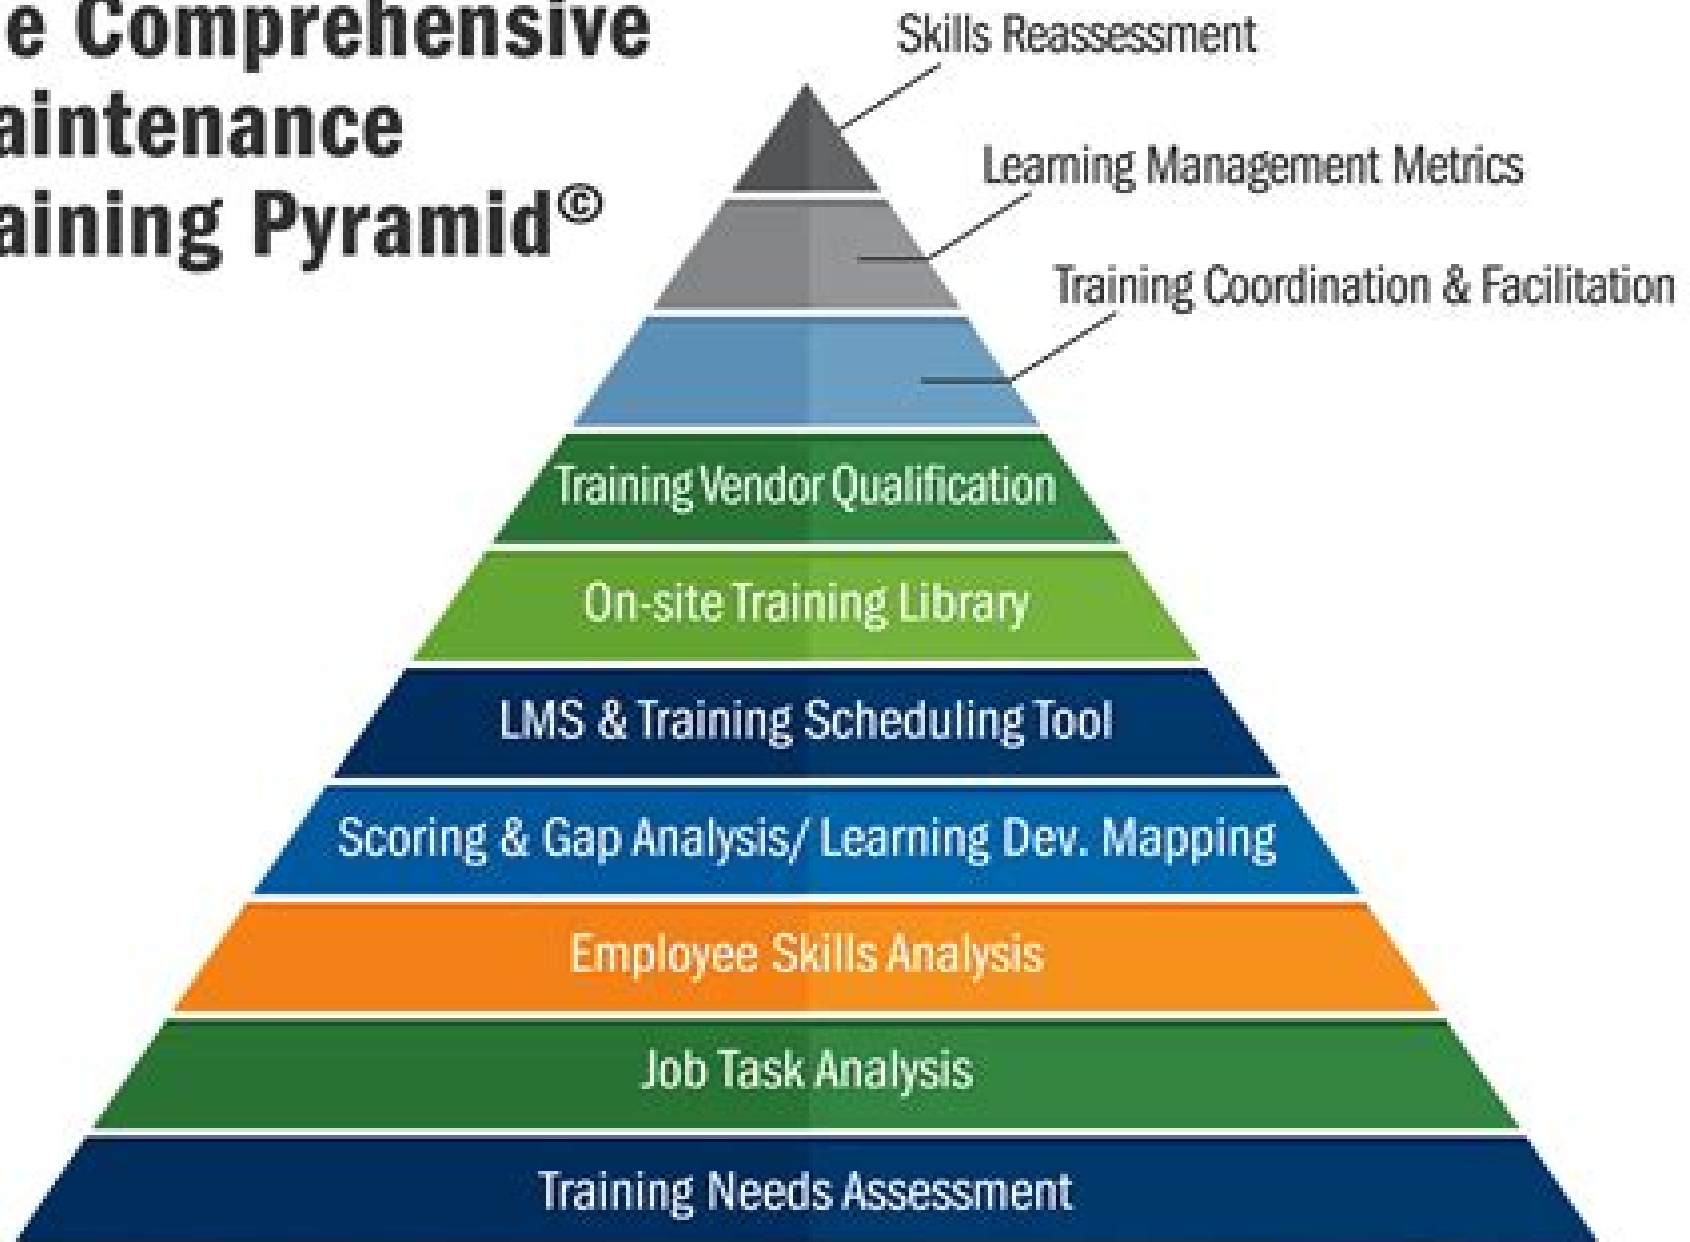 e Comprehensive
aintenance
aining Pyramid©
Skills Reassessment
Learning Management Metrics
Training Coordination & Facilitation
Training Vendor Qualification
On-site Training Library
LMS & Training Scheduling Tool
Scoring & Gap Analysis/ Learning Dev. Mapping
Employee Skills Analysis
Job Task Analysis
Training Needs Assessment